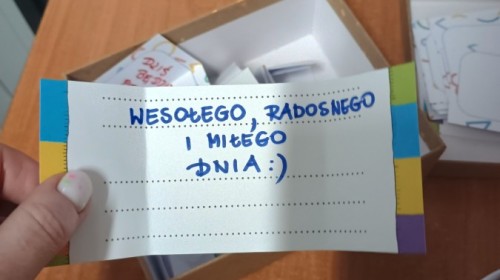 WESOŁEGO, RADOSNEGO
I MIŁEGO
DNIA :)